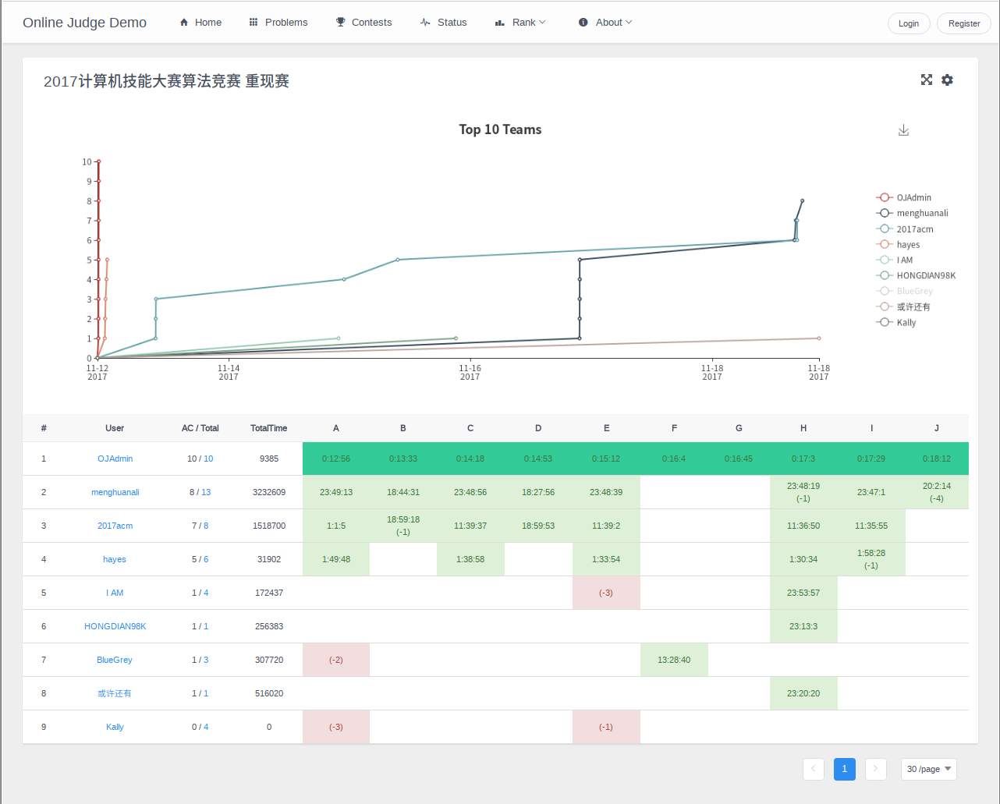 Online Judge Demo Home Problems Contests Status Rank About Login Register
2017计算机技能大赛算法竞赛 重现赛
Top 10 Teams
10
9
8
7
6
5
4
3
2
1
0
11-12 11-14 11-16 11-18 11-18
2017 2017 2017 2017 2017
OJAdmin
menghuanali
2017acm
hayes
I AM
HONGDIAN98K
BlueGrey
或许还有
Kally
# User AC / Total TotalTime A B C D E F G H I J
1 OJAdmin 10 / 10 9385 0:12:56 0:13:33 0:14:18 0:14:53 0:15:12 0:16:4 0:16:45 0:17:3 0:17:29 0:18:12
2 menghuanali 8 / 13 3232609 23:49:13 18:44:31 23:48:56 18:27:56 23:48:39 23:48:19 (-1) 23:47:1 20:2:14 (-4)
3 2017acm 7 / 8 1518700 1:1:5 18:59:18 (-1) 11:39:37 18:59:53 11:39:2 11:36:50 11:35:55
4 hayes 5 / 6 31902 1:49:48 1:38:58 1:33:54 1:30:34 1:58:28 (-1)
5 I AM 1 / 4 172437 (-3) 23:53:57
6 HONGDIAN98K 1 / 1 256383 23:13:3
7 BlueGrey 1 / 3 307720 (-2) 13:28:40
8 或许还有 1 / 1 516020 23:20:20
9 Kally 0 / 4 0 (-3) (-1)
1 30 /page